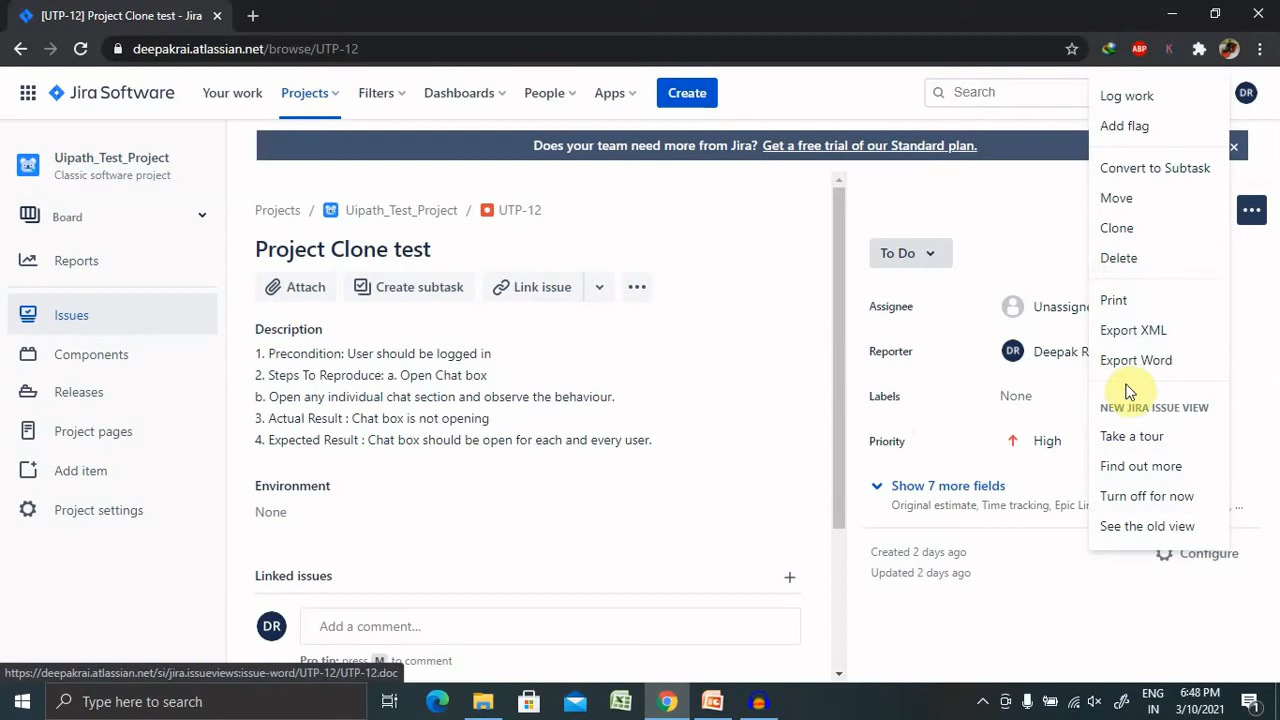 [UTP-12] Project Clone test - Jira
deepakrai.atlassian.net/browse/UTP-12
ABP
K
Jira Software
Your work
Projects
Filters
Dashboards
People
Apps
Create
Search
DR
Does your team need more from Jira? Get a free trial of our Standard plan.
Uipath_Test_Project
Classic software project
Board
Reports
Issues
Components
Releases
Project pages
Add item
Project settings
Projects / Uipath_Test_Project / UTP-12
Project Clone test
Attach
Create subtask
Link issue
Description
1. Precondition: User should be logged in
2. Steps To Reproduce: a. Open Chat box
b. Open any individual chat section and observe the behaviour.
3. Actual Result : Chat box is not opening
4. Expected Result : Chat box should be open for each and every user.
Environment
None
Linked issues
DR
Add a comment...
Pro tip: press M to comment
To Do
Assignee
Unassigne
Reporter
DR
Deepak R
Labels
None
Priority
High
Show 7 more fields
Original estimate, Time tracking, Epic Lin
...
Created 2 days ago
Updated 2 days ago
Configure
Log work
Add flag
Convert to Subtask
Move
Clone
Delete
Print
Export XML
Export Word
NEW JIRA ISSUE VIEW
Take a tour
Find out more
Turn off for now
See the old view
https://deepakrai.atlassian.net/si/jira.issueviews:issue-word/UTP-12/UTP-12.doc
Type here to search
ENG
IN
6:48 PM
3/10/2021
1